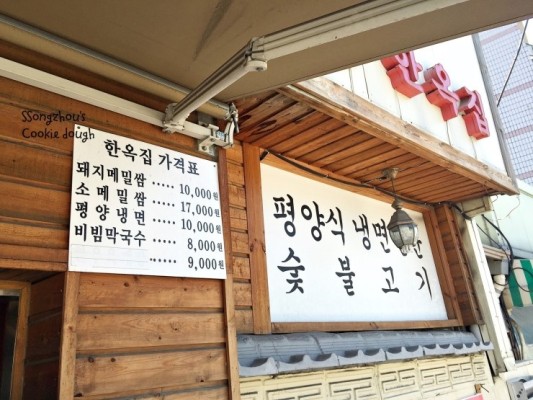 SSongzhou's
Cookie dough
한옥집 가격표
돼지메밀쌈 ..... 10,000원
소메밀쌈 ..... 17,000원
평양냉면 ..... 10,000원
비빔막국수 ..... 8,000원
...... 9,000원
한옥집
평양식 냉면
숯불고기